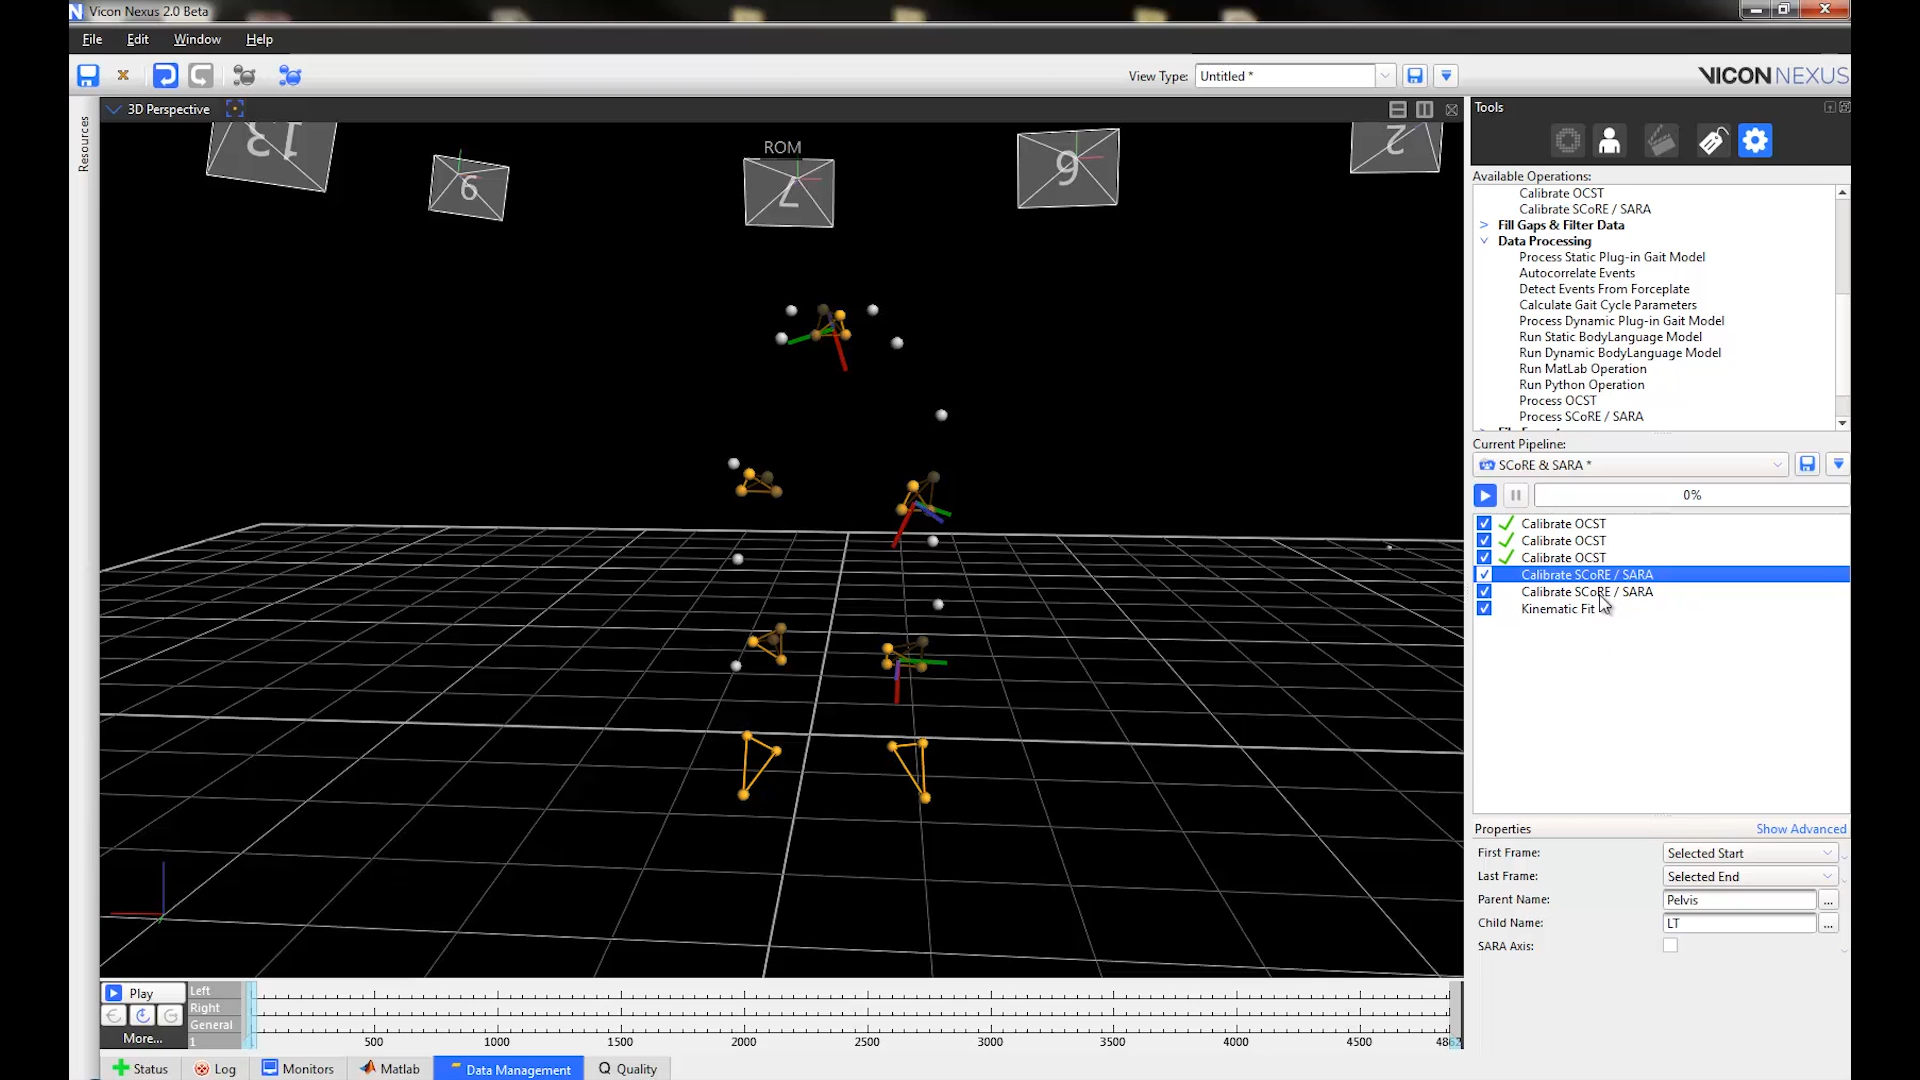 Vicon Nexus 2.0 Beta
File Edit Window Help
View Type: Untitled *
VICON NEXUS
Resources
3D Perspective
Tools
ROM
13
9
7
6
2
Available Operations:
Calibrate OCST
Calibrate SCoRE / SARA
> Fill Gaps & Filter Data
Data Processing
Process Static Plug-in Gait Model
Autocorrelate Events
Detect Events From Forceplate
Calculate Gait Cycle Parameters
Process Dynamic Plug-in Gait Model
Run Static BodyLanguage Model
Run Dynamic BodyLanguage Model
Run MatLab Operation
Run Python Operation
Process OCST
Process SCoRE / SARA
Current Pipeline:
SCoRE & SARA *
0%
Calibrate OCST
Calibrate OCST
Calibrate OCST
Calibrate SCoRE / SARA
Calibrate SCoRE / SARA
Kinematic Fit
Properties Show Advanced
First Frame: Selected Start
Last Frame: Selected End
Parent Name: Pelvis ...
Child Name: LT ...
SARA Axis:
Play
More...
Left
Right
General
1 500 1000 1500 2000 2500 3000 3500 4000 4500 4862
Status Log Monitors Matlab Data Management Quality